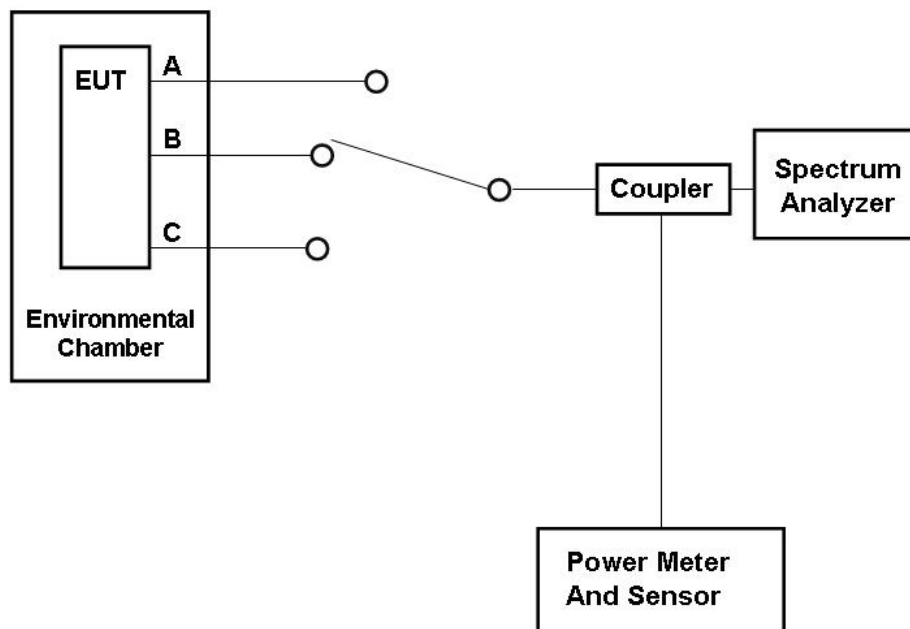 EUT
A
B
C
Environmental
Chamber
Coupler
Spectrum
Analyzer
Power Meter
And Sensor